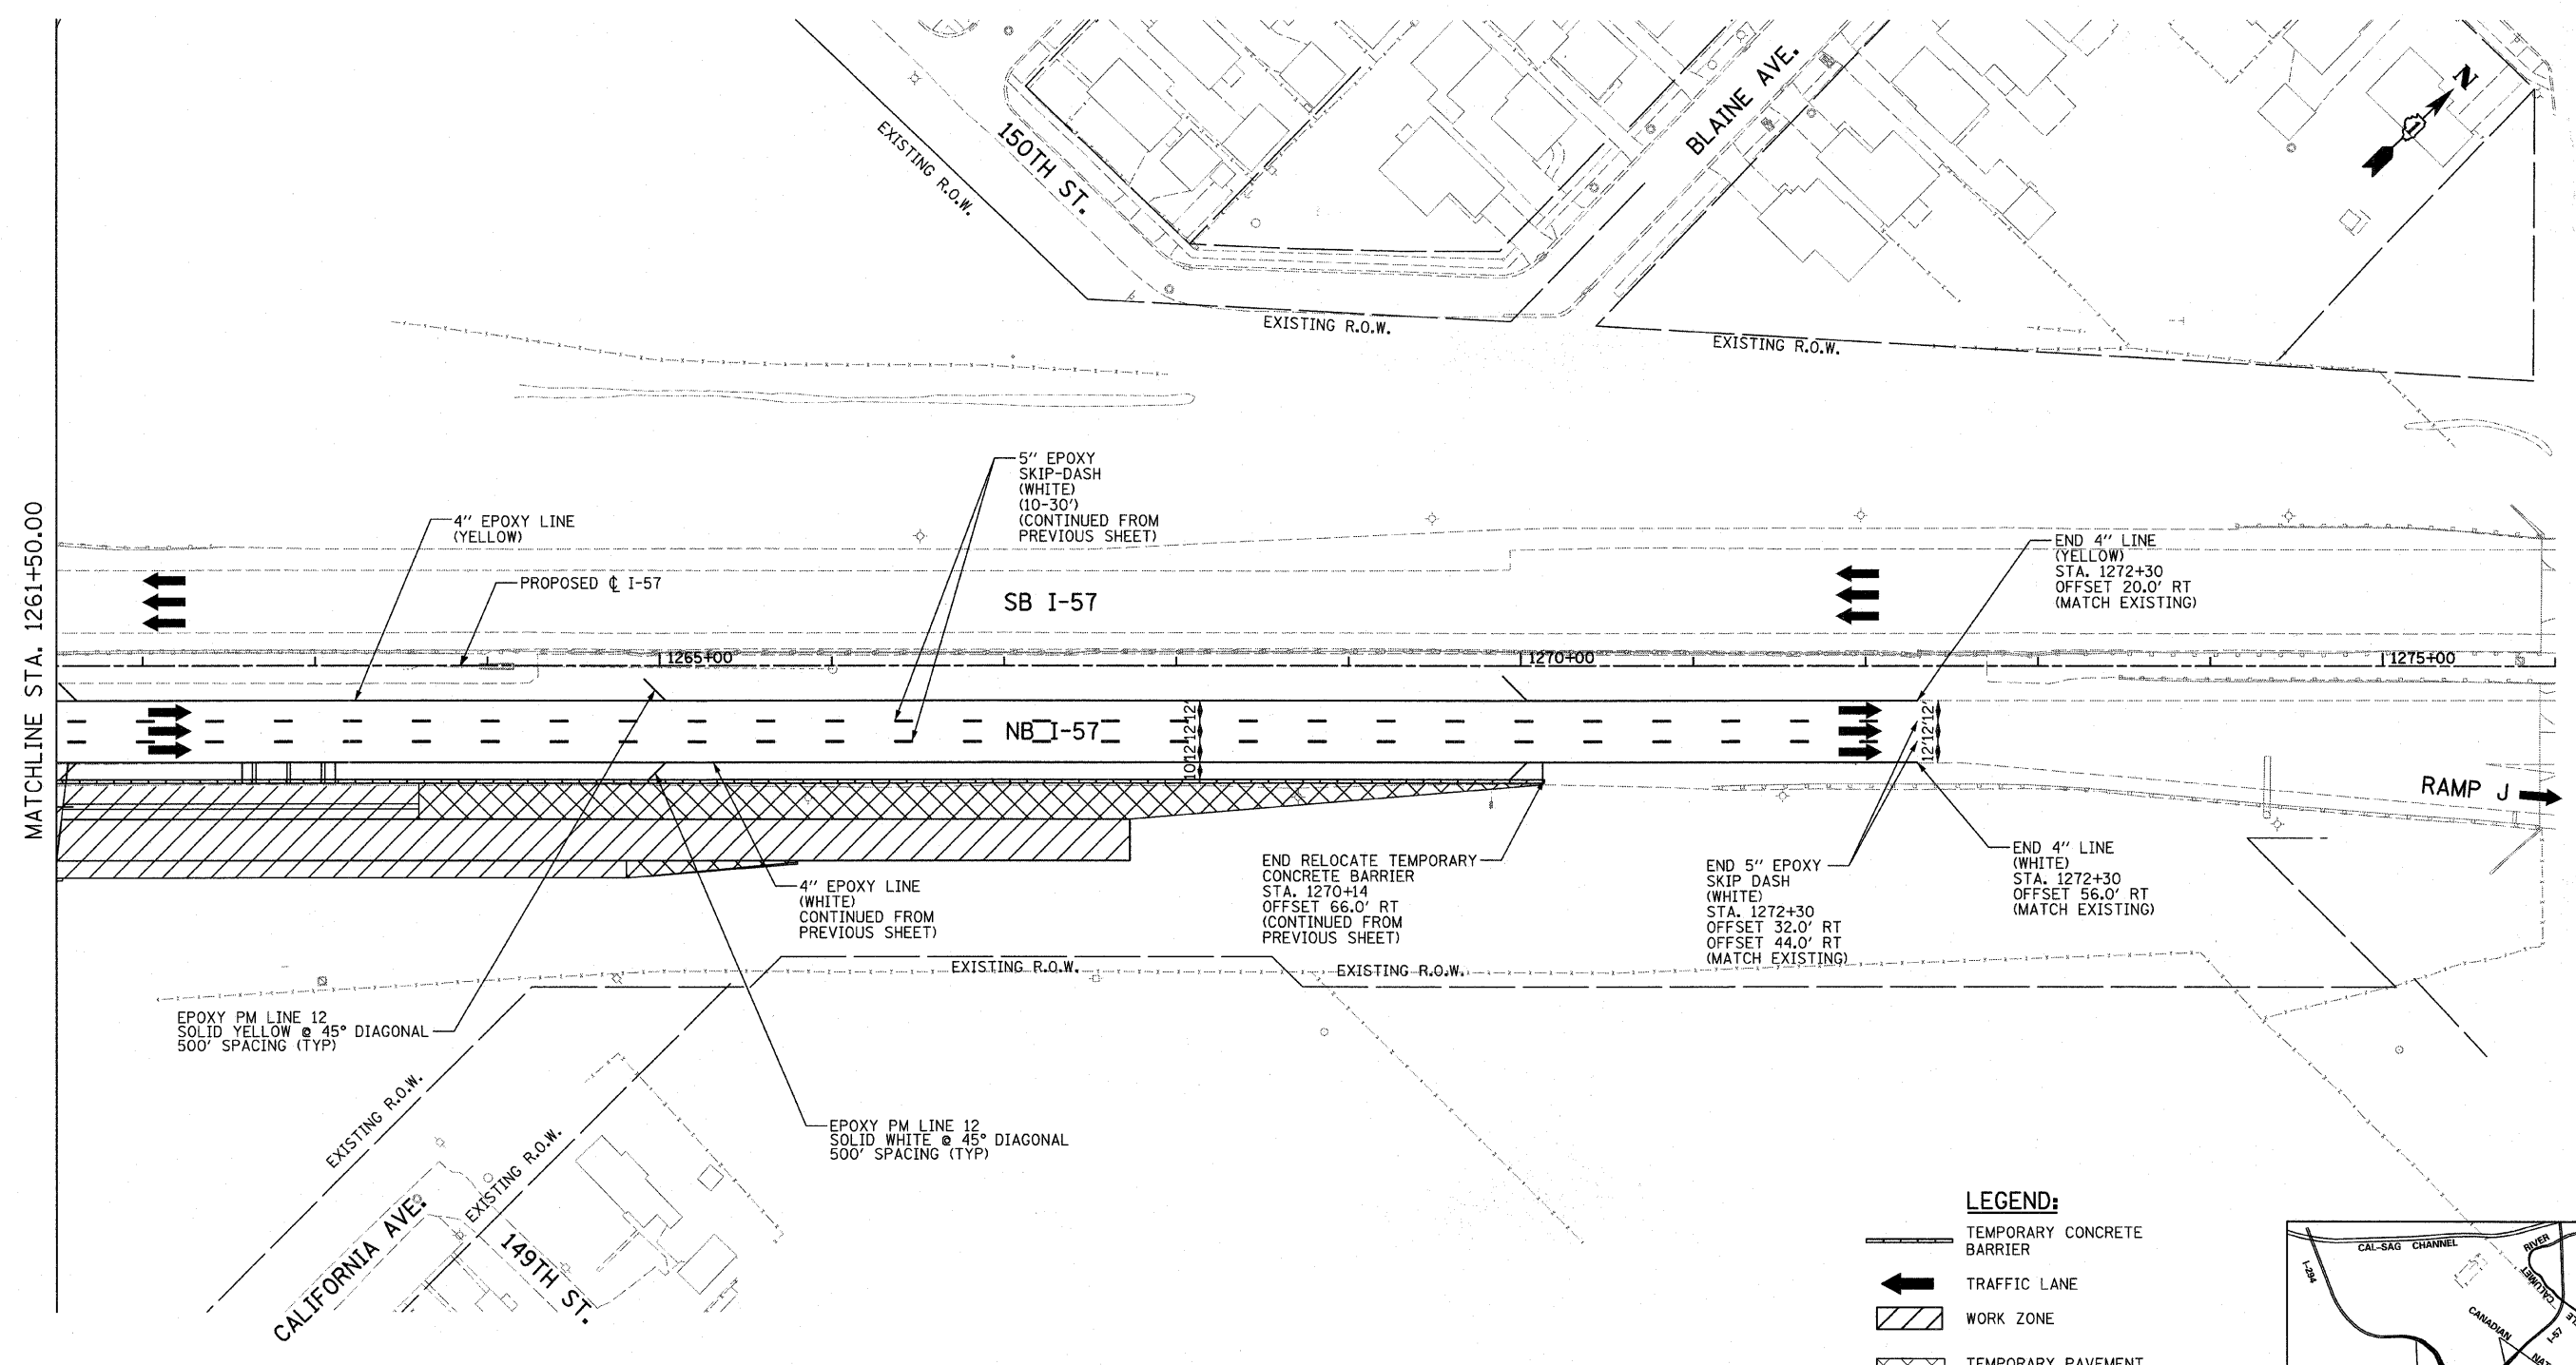 MATCHLINE STA. 1261+50.00
EXISTING R.O.W.
150TH ST.
BLAINE AVE.
N
EXISTING R.O.W.
EXISTING R.O.W.
4" EPOXY LINE
(YELLOW)
PROPOSED ℄ I-57
5" EPOXY
SKIP-DASH
(WHITE)
(10-30')
(CONTINUED FROM
PREVIOUS SHEET)
SB I-57
END 4" LINE
(YELLOW)
STA. 1272+30
OFFSET 20.0' RT
(MATCH EXISTING)
1265+00
1270+00
1275+00
NB I-57
10'12'12'12'
12'12'12'
RAMP J
4" EPOXY LINE
(WHITE)
CONTINUED FROM
PREVIOUS SHEET)
END RELOCATE TEMPORARY
CONCRETE BARRIER
STA. 1270+14
OFFSET 66.0' RT
(CONTINUED FROM
PREVIOUS SHEET)
END 5" EPOXY
SKIP DASH
(WHITE)
STA. 1272+30
OFFSET 32.0' RT
OFFSET 44.0' RT
(MATCH EXISTING)
END 4" LINE
(WHITE)
STA. 1272+30
OFFSET 56.0' RT
(MATCH EXISTING)
EXISTING R.O.W.
EXISTING R.O.W.
EPOXY PM LINE 12
SOLID YELLOW @ 45° DIAGONAL
500' SPACING (TYP)
EPOXY PM LINE 12
SOLID WHITE @ 45° DIAGONAL
500' SPACING (TYP)
EXISTING R.O.W.
EXISTING R.O.W.
CALIFORNIA AVE.
149TH ST.
LEGEND:
TEMPORARY CONCRETE
BARRIER
TRAFFIC LANE
WORK ZONE
TEMPORARY PAVEMENT
CAL-SAG CHANNEL
RIVER
CALUMET
I-294
CANADIAN
I-57